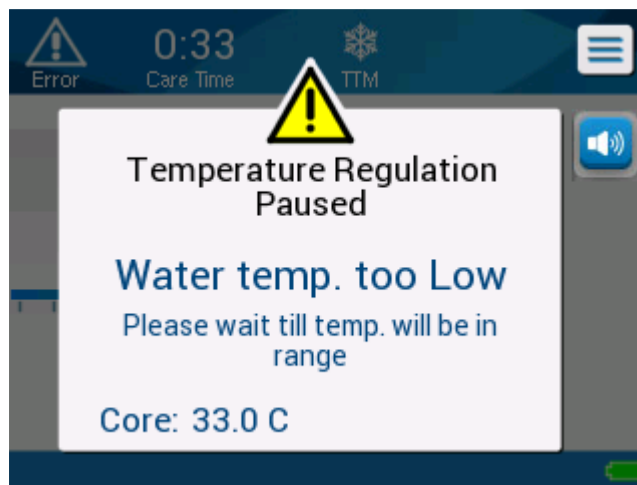 0:33
Error
Care Time
TTM
Temperature Regulation
Paused
Water temp. too Low
Please wait till temp. will be in
range
Core: 33.0 C